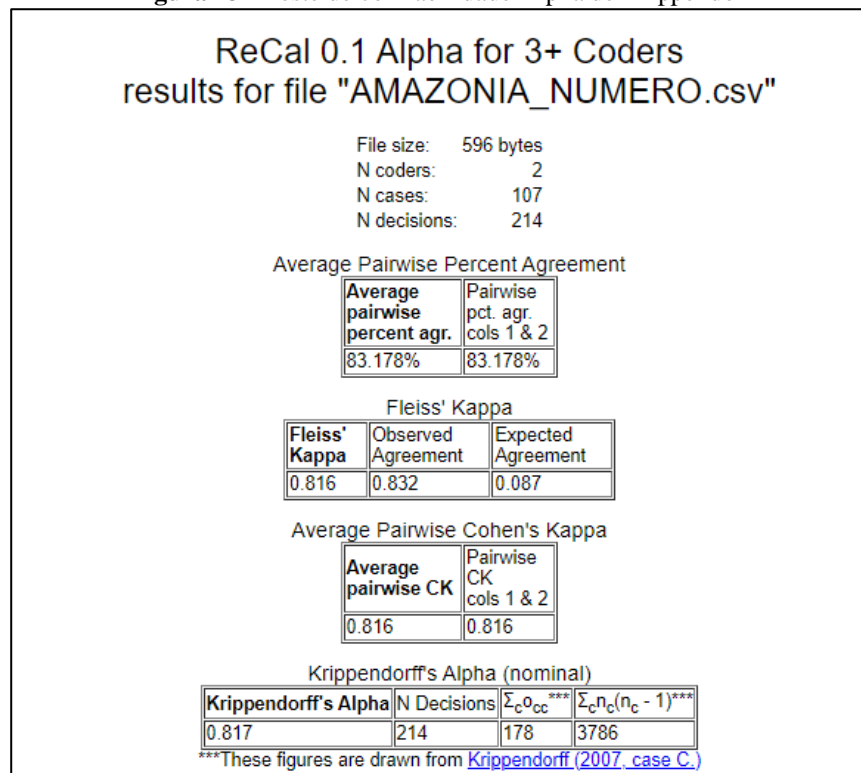 ReCal 0.1 Alpha for 3+ Coders
results for file "AMAZONIA_NUMERO.csv"
File size: 596 bytes
N coders: 2
N cases: 107
N decisions: 214
Average Pairwise Percent Agreement
Average pairwise percent agr. Pairwise pct. agr. cols 1 & 2
83.178% 83.178%
Fleiss' Kappa
Fleiss' Kappa Observed Agreement Expected Agreement
0.816 0.832 0.087
Average Pairwise Cohen's Kappa
Average pairwise CK Pairwise CK cols 1 & 2
0.816 0.816
Krippendorff's Alpha (nominal)
Krippendorff's Alpha N Decisions Σcocc*** Σcnc(nc - 1)***
0.817 214 178 3786
***These figures are drawn from Krippendorff (2007, case C.)